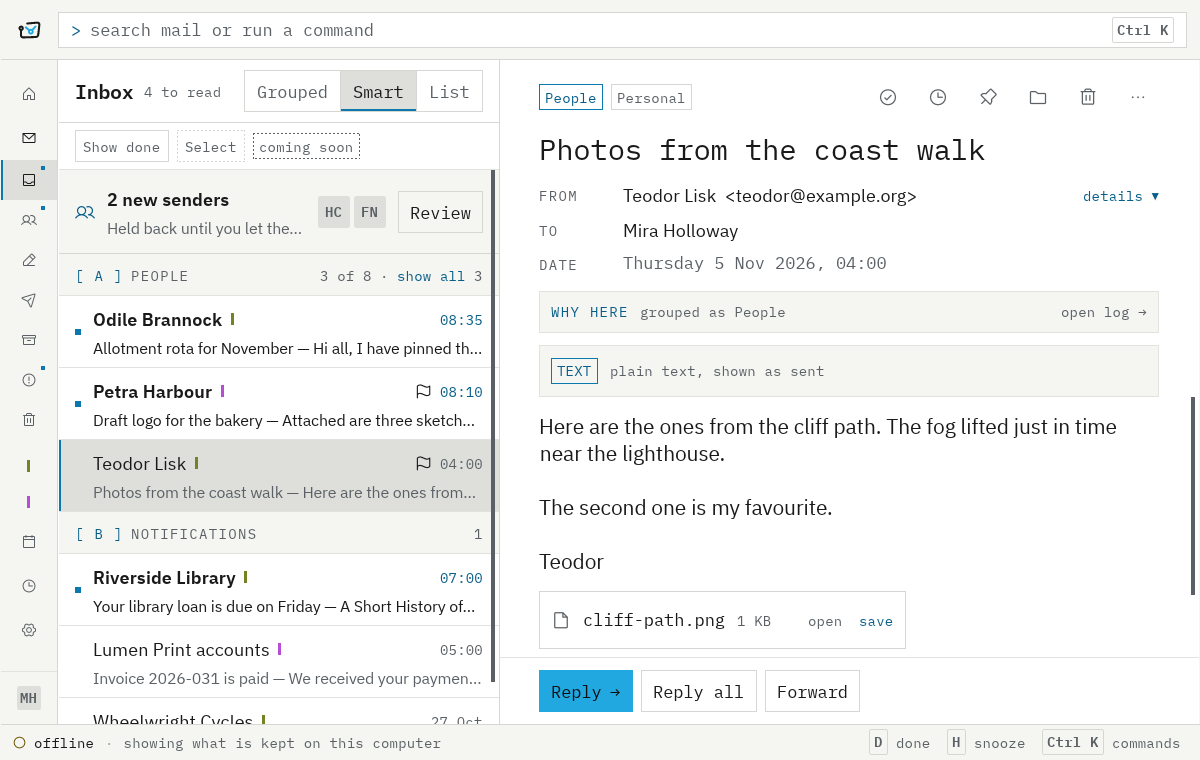 > search mail or run a command Ctrl K
Inbox 4 to read Grouped Smart List
Show done Select coming soon
2 new senders
Held back until you let the... HC FN Review
[ A ] PEOPLE 3 of 8 · show all 3
Odile Brannock 08:35
Allotment rota for November — Hi all, I have pinned th...
Petra Harbour 08:10
Draft logo for the bakery — Attached are three sketch...
Teodor Lisk 04:00
Photos from the coast walk — Here are the ones from...
[ B ] NOTIFICATIONS 1
Riverside Library 07:00
Your library loan is due on Friday — A Short History of...
Lumen Print accounts 05:00
Invoice 2026-031 is paid — We received your paymen...
Wheelwright Cycles 27 Oct
MH
People Personal ...
Photos from the coast walk
FROM Teodor Lisk <teodor@example.org> details ▼
TO Mira Holloway
DATE Thursday 5 Nov 2026, 04:00
WHY HERE grouped as People open log →
TEXT plain text, shown as sent
Here are the ones from the cliff path. The fog lifted just in time
near the lighthouse.
The second one is my favourite.
Teodor
cliff-path.png 1 KB open save
Reply → Reply all Forward
offline · showing what is kept on this computer D done H snooze Ctrl K commands